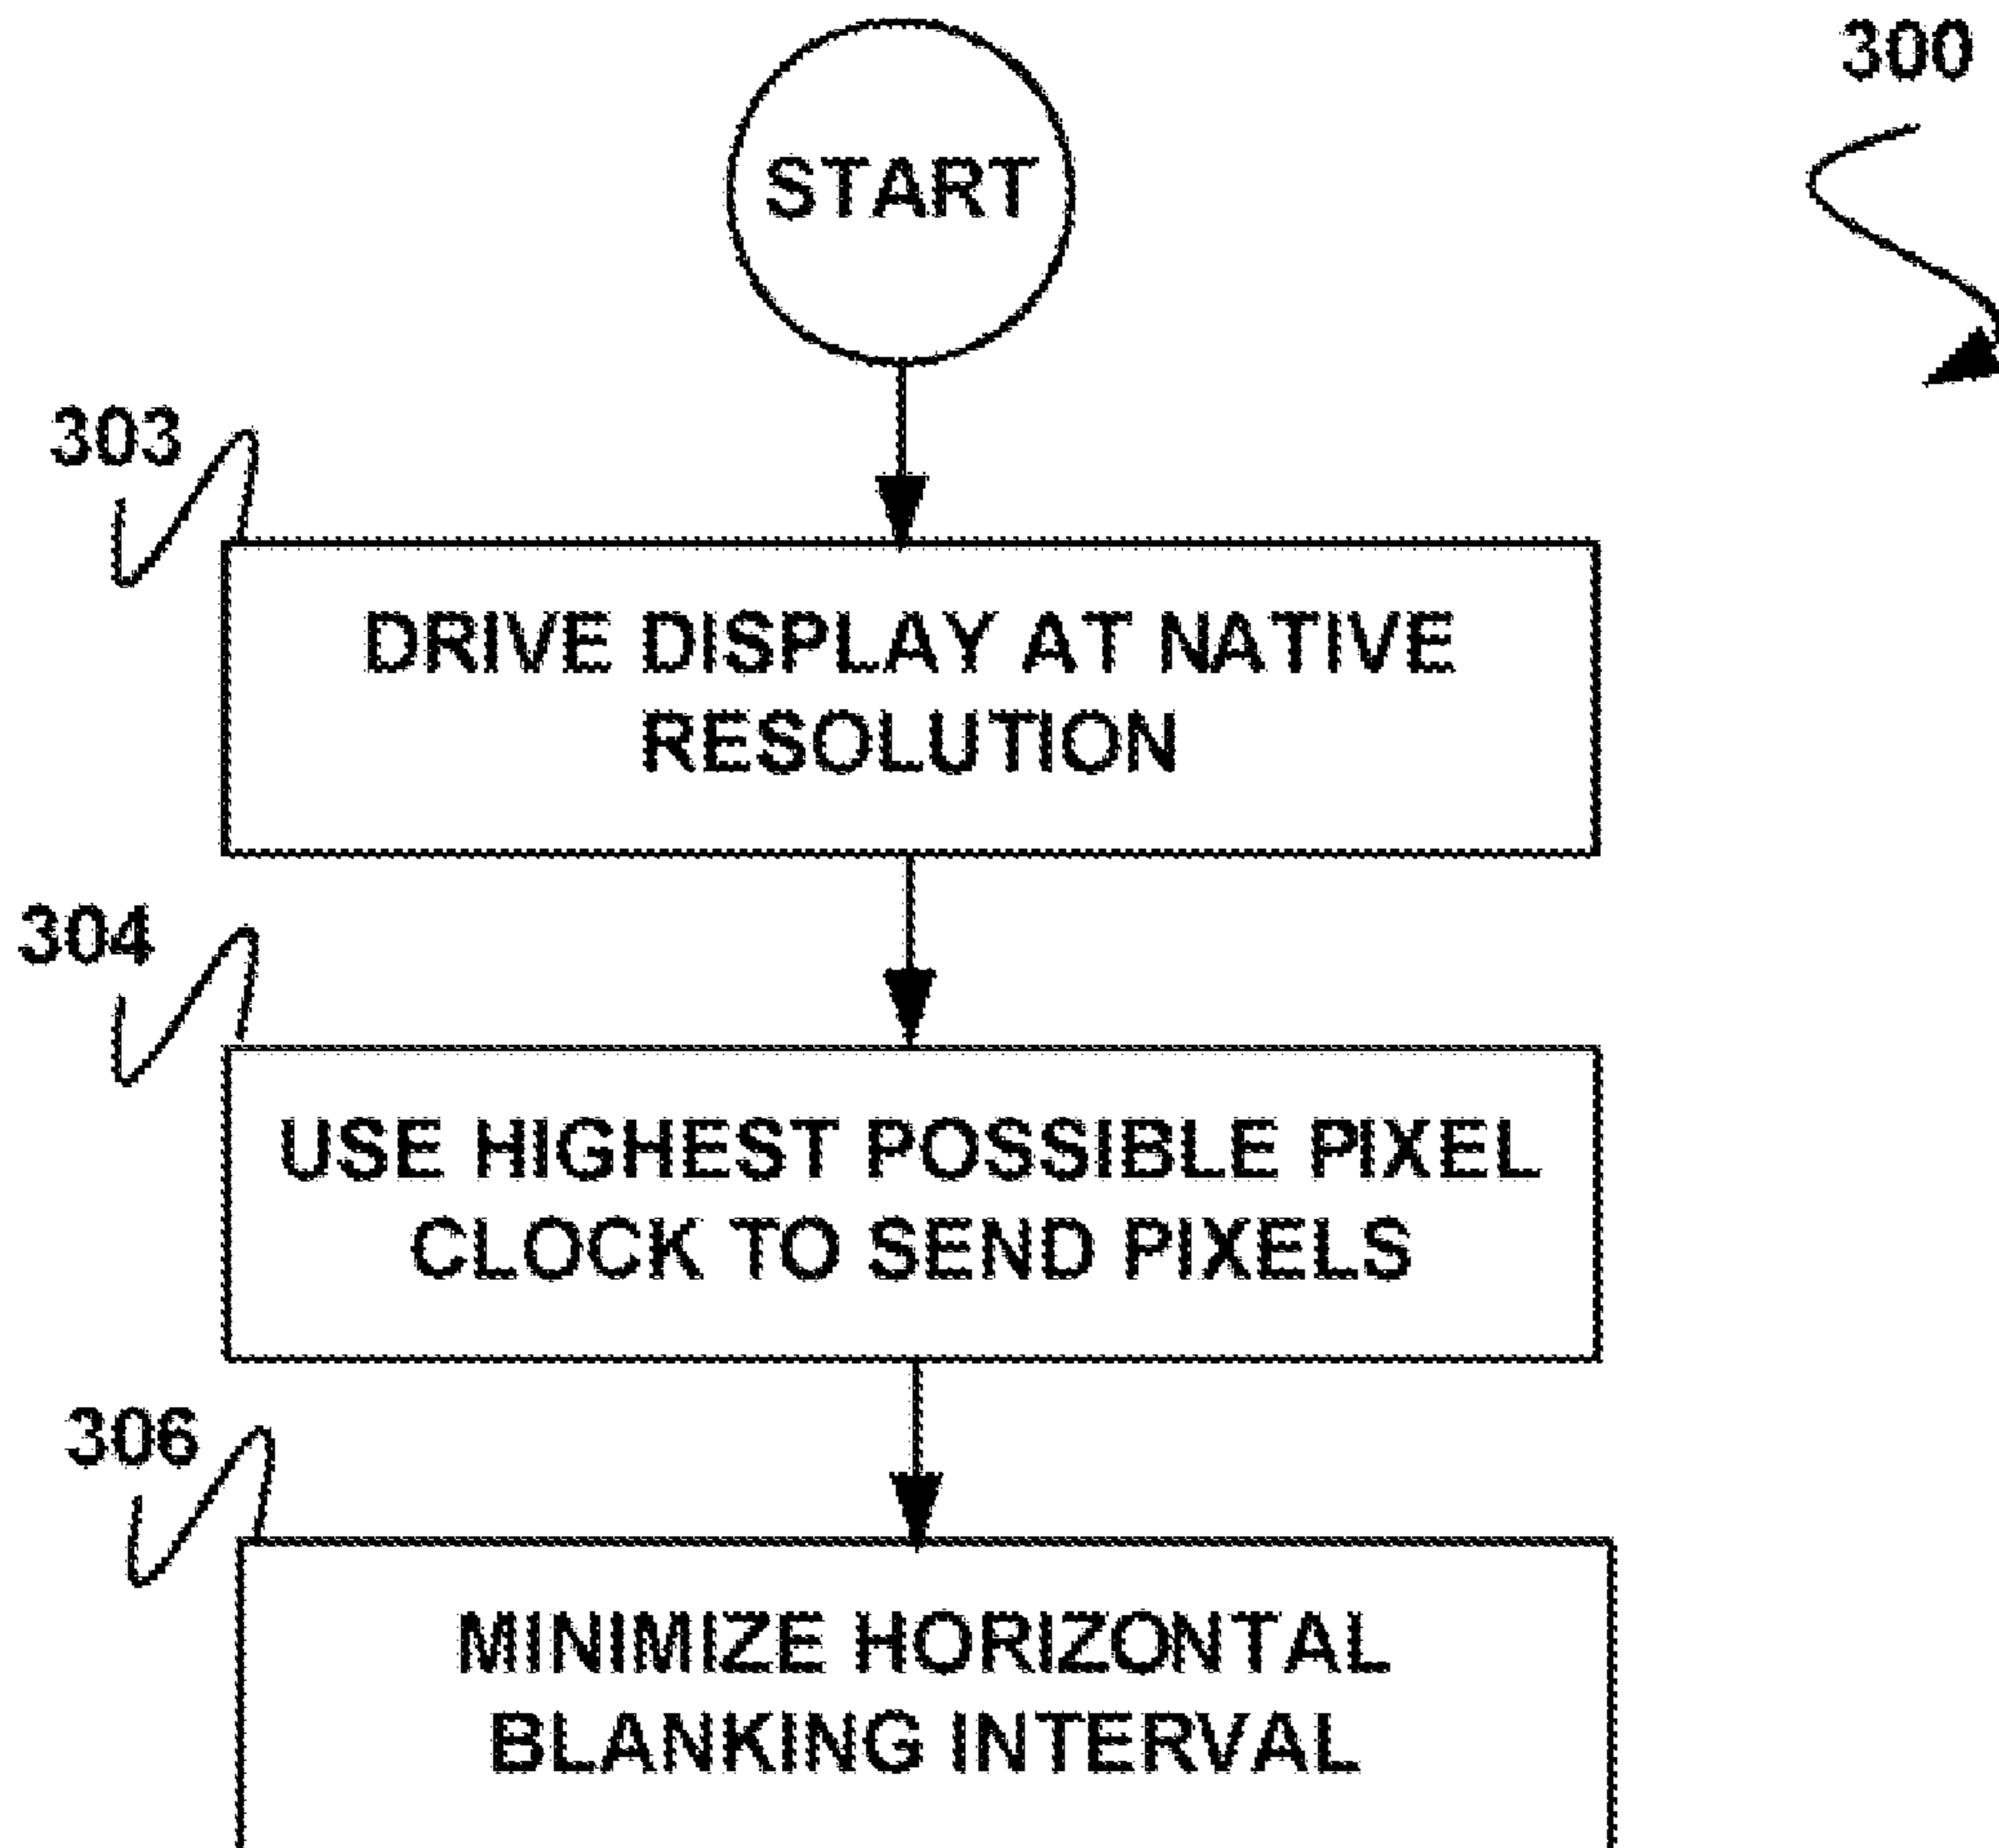 300
START
303
DRIVE DISPLAY AT NATIVE
RESOLUTION
304
USE HIGHEST POSSIBLE PIXEL
CLOCK TO SEND PIXELS
306
MINIMIZE HORIZONTAL
BLANKING INTERVAL